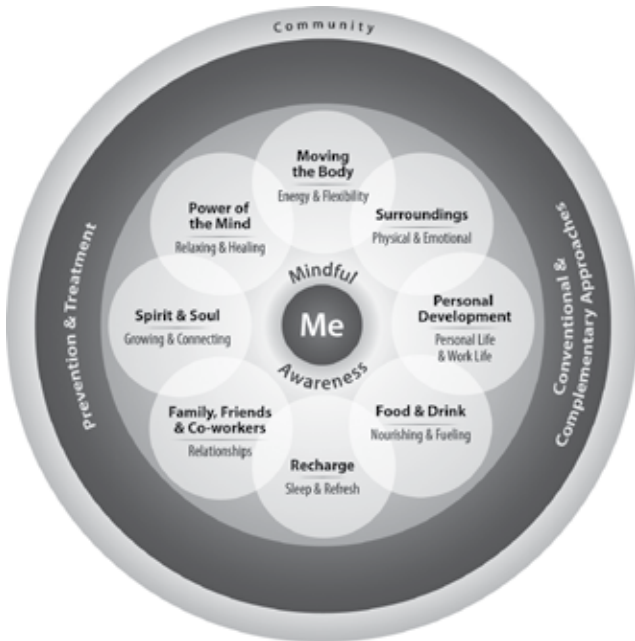 Community
Prevention & Treatment
Conventional &
Complementary Approaches
Moving
the Body
Energy & Flexibility
Surroundings
Physical & Emotional
Personal
Development
Personal Life
& Work Life
Food & Drink
Nourishing & Fueling
Recharge
Sleep & Refresh
Family, Friends
& Co-workers
Relationships
Spirit & Soul
Growing & Connecting
Power of
the Mind
Relaxing & Healing
Mindful
Me
Awareness